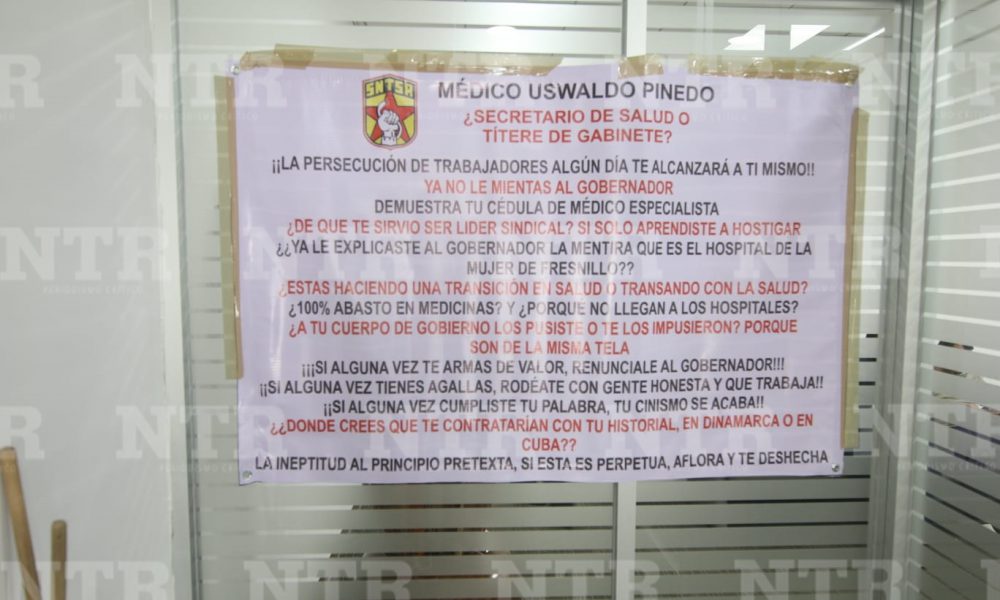 SNTSA
MÉDICO USWALDO PINEDO
¿SECRETARIO DE SALUD O
TÍTERE DE GABINETE?
¡¡LA PERSECUCIÓN DE TRABAJADORES ALGÚN DÍA TE ALCANZARÁ A TI MISMO!!
YA NO LE MIENTAS AL GOBERNADOR
DEMUESTRA TU CÉDULA DE MÉDICO ESPECIALISTA
¿DE QUE TE SIRVIO SER LIDER SINDICAL? SI SOLO APRENDISTE A HOSTIGAR
¿¿YA LE EXPLICASTE AL GOBERNADOR LA MENTIRA QUE ES EL HOSPITAL DE LA
MUJER DE FRESNILLO??
¿ESTAS HACIENDO UNA TRANSICIÓN EN SALUD O TRANSANDO CON LA SALUD?
¿100% ABASTO EN MEDICINAS? Y ¿PORQUÉ NO LLEGAN A LOS HOSPITALES?
¿A TU CUERPO DE GOBIERNO LOS PUSISTE O TE LOS IMPUSIERON? PORQUE
SON DE LA MISMA TELA
¡¡¡SI ALGUNA VEZ TE ARMAS DE VALOR, RENUNCIALE AL GOBERNADOR!!!
¡¡SI ALGUNA VEZ TIENES AGALLAS, RODÉATE CON GENTE HONESTA Y QUE TRABAJA!!
¡¡SI ALGUNA VEZ CUMPLISTE TU PALABRA, TU CINISMO SE ACABA!!
¿¿DONDE CREES QUE TE CONTRATARÍAN CON TU HISTORIAL, EN DINAMARCA O EN
CUBA??
LA INEPTITUD AL PRINCIPIO PRETEXTA, SI ESTA ES PERPETUA, AFLORA Y TE DESHECHA
NTR
PERIODISMO CRÍTICO